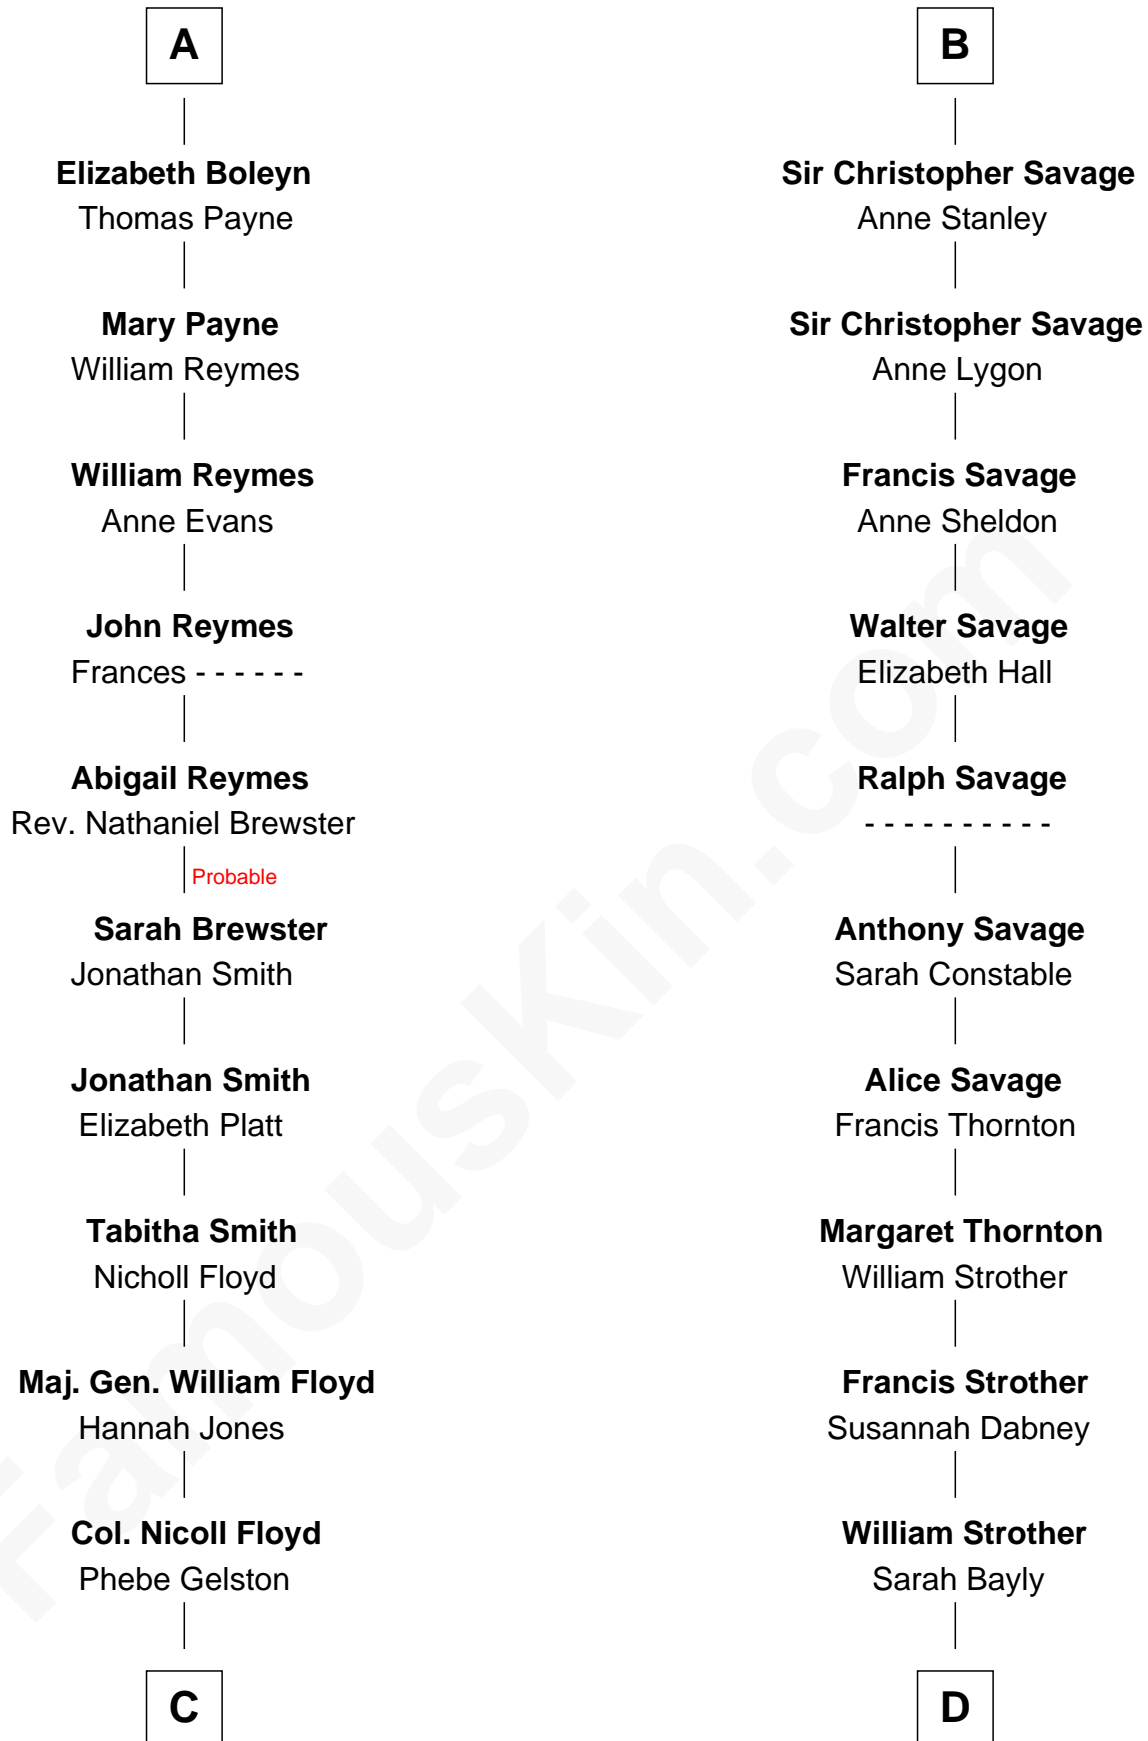 A
Elizabeth Boleyn
Thomas Payne
Mary Payne
William Reymes
William Reymes
Anne Evans
John Reymes
Frances - - - - - -
Abigail Reymes
Rev. Nathaniel Brewster
Probable
Sarah Brewster
Jonathan Smith
Jonathan Smith
Elizabeth Platt
Tabitha Smith
Nicholl Floyd
Maj. Gen. William Floyd
Hannah Jones
Col. Nicoll Floyd
Phebe Gelston
C
B
Sir Christopher Savage
Anne Stanley
Sir Christopher Savage
Anne Lygon
Francis Savage
Anne Sheldon
Walter Savage
Elizabeth Hall
Ralph Savage
- - - - - - - - - -
Anthony Savage
Sarah Constable
Alice Savage
Francis Thornton
Margaret Thornton
William Strother
Francis Strother
Susannah Dabney
William Strother
Sarah Bayly
D
FamousKin.com